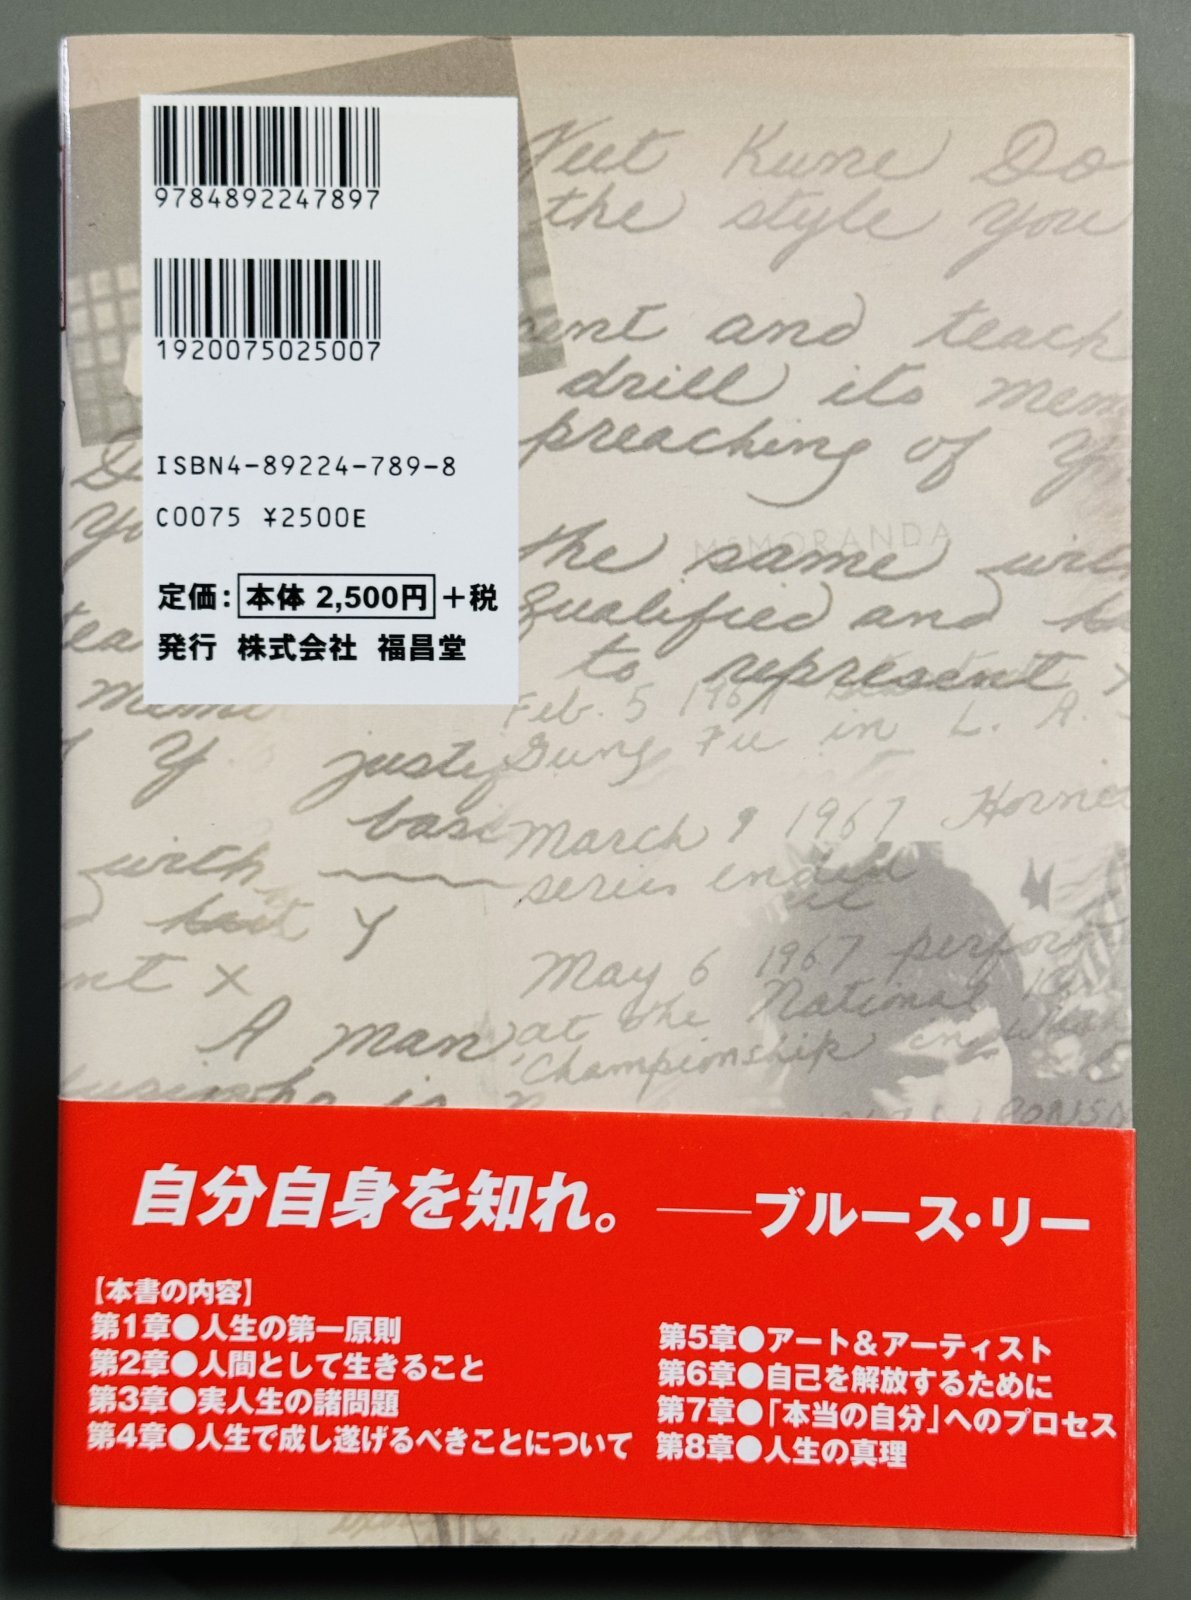 9784892247897
1920075025007
ISBN4-89224-789-8
C0075 ¥2500E
定価：本体 2,500円＋税
発行 株式会社 福昌堂
Jeet Kune Do
the style you
and teach
drill its
preaching of
MEMORANDA
the same with
qualified and
to represent x
Feb. 5 1967
Gung Fu in L. A.
justy
March 9 1967
series ended
with
Y
May 6 1967
at the National
x
A man
Championship in
自分自身を知れ。――ブルース・リー
【本書の内容】
第1章●人生の第一原則
第2章●人間として生きること
第3章●実人生の諸問題
第4章●人生で成し遂げるべきことについて
第5章●アート＆アーティスト
第6章●自己を解放するために
第7章●「本当の自分」へのプロセス
第8章●人生の真理